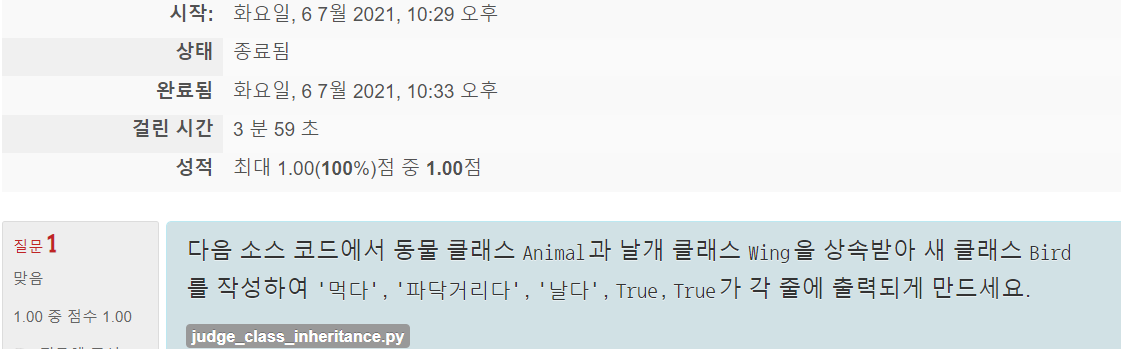 시작: 화요일, 6 7월 2021, 10:29 오후
상태 종료됨
완료됨 화요일, 6 7월 2021, 10:33 오후
걸린 시간 3 분 59 초
성적 최대 1.00(100%)점 중 1.00점
질문 1
맞음
1.00 중 점수 1.00
다음 소스 코드에서 동물 클래스 Animal과 날개 클래스 Wing을 상속받아 새 클래스 Bird
를 작성하여 '먹다', '파닥거리다', '날다', True, True가 각 줄에 출력되게 만드세요.
judge_class_inheritance.py